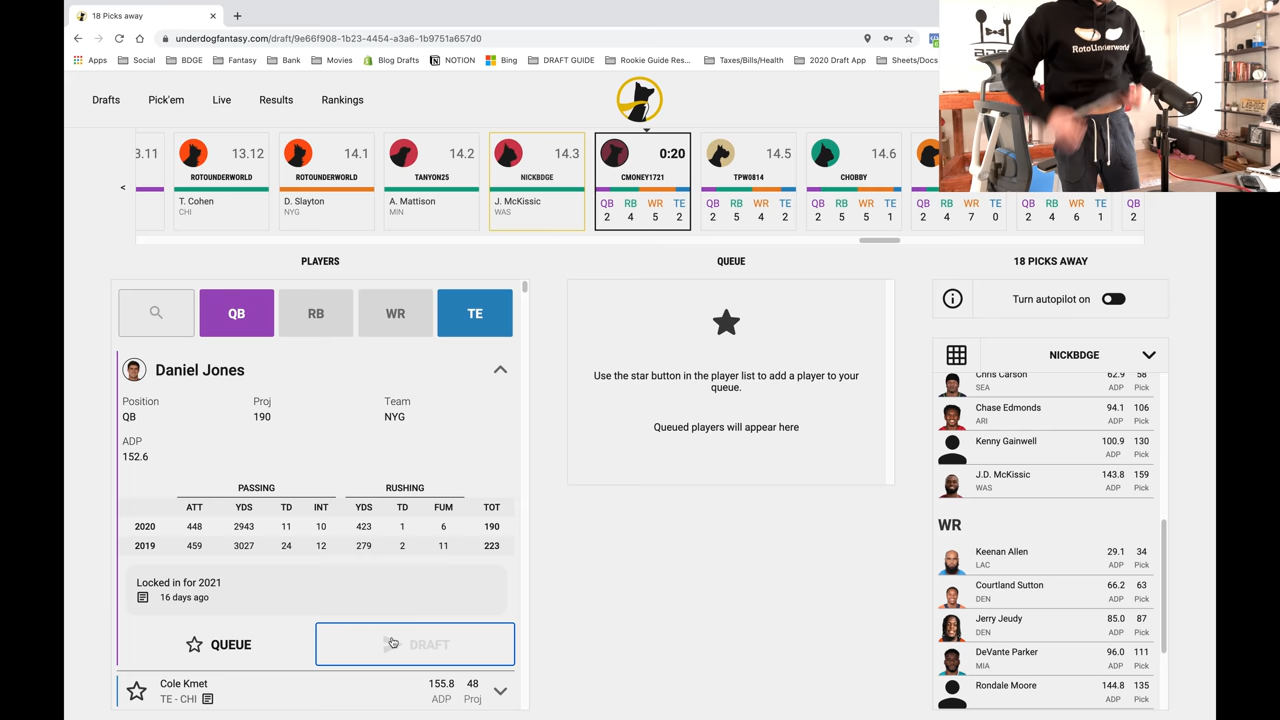 18 Picks away
underdogfantasy.com/draft/9e66f908-1b23-4454-a3a6-1b9751a657d0
Apps Social BDGE Fantasy Bank Movies Blog Drafts NOTION Bing DRAFT GUIDE Rookie Guide Res... Taxes/Bills/Health 2020 Draft App Sheets/Docs
RotoUnderworld
Drafts Pick'em Live Results Rankings
3.11 13.12 14.1 14.2 14.3 0:20 14.5 14.6
ROTOUNDERWORLD ROTOUNDERWORLD TANYON25 NICKBDGE CMONEY1721 TPW0814 CHOBBY
T. Cohen D. Slayton A. Mattison J. McKissic QB RB WR TE QB RB WR TE QB RB WR TE QB RB WR TE QB RB WR TE QB
CHI NYG MIN WAS 2 4 5 2 2 5 4 2 2 5 5 1 2 4 7 0 2 4 6 1 2
PLAYERS QUEUE 18 PICKS AWAY
QB RB WR TE
Turn autopilot on
NICKBDGE
Daniel Jones
Position Proj Team
QB 190 NYG
ADP
152.6
PASSING RUSHING
ATT YDS TD INT YDS TD FUM TOT
2020 448 2943 11 10 423 1 6 190
2019 459 3027 24 12 279 2 11 223
Locked in for 2021
16 days ago
QUEUE DRAFT
Cole Kmet 155.8 48
TE - CHI ADP Proj
Use the star button in the player list to add a player to your
queue.
Queued players will appear here
Chris Carson 62.9 58
SEA ADP Pick
Chase Edmonds 94.1 106
ARI ADP Pick
Kenny Gainwell 100.9 130
ADP Pick
J.D. McKissic 143.8 159
WAS ADP Pick
WR
Keenan Allen 29.1 34
LAC ADP Pick
Courtland Sutton 66.2 63
DEN ADP Pick
Jerry Jeudy 85.0 87
DEN ADP Pick
DeVante Parker 96.0 111
MIA ADP Pick
Rondale Moore 144.8 135
ADP Pick